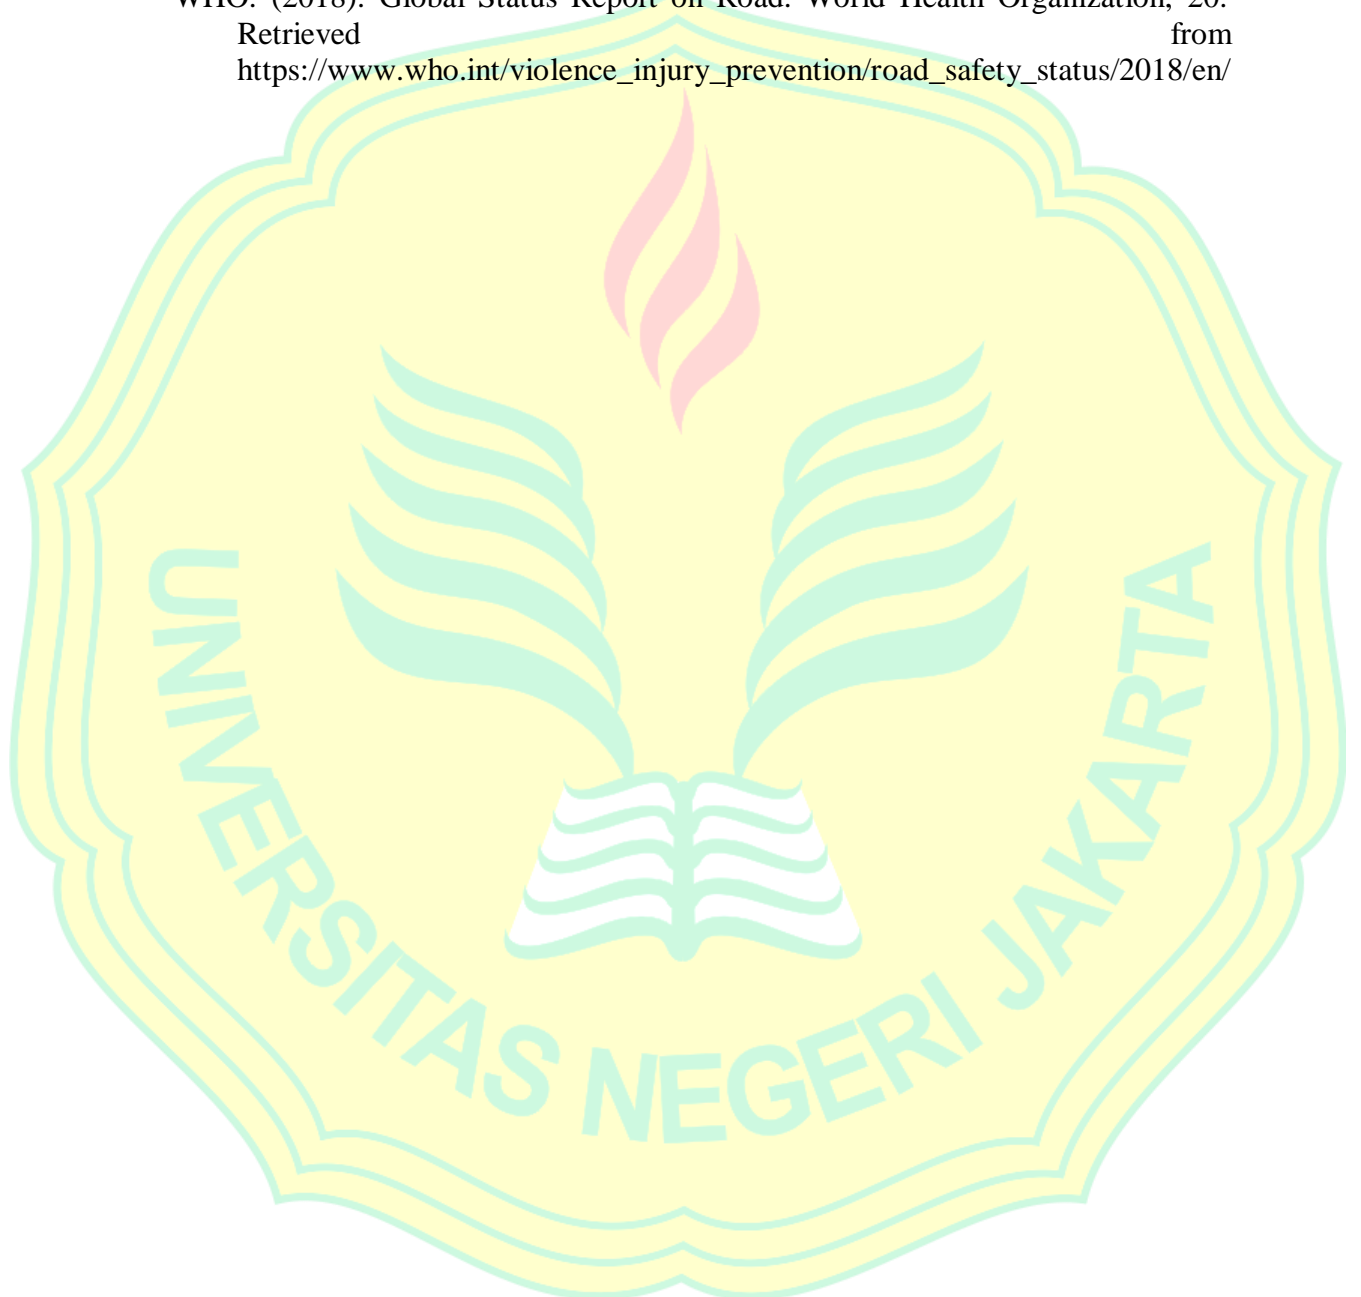 WHO. (2018). Global Status Report on Road. World Health Organization, 20.
Retrieved from
https://www.who.int/violence_injury_prevention/road_safety_status/2018/en/
UNIVERSITAS NEGERI JAKARTA